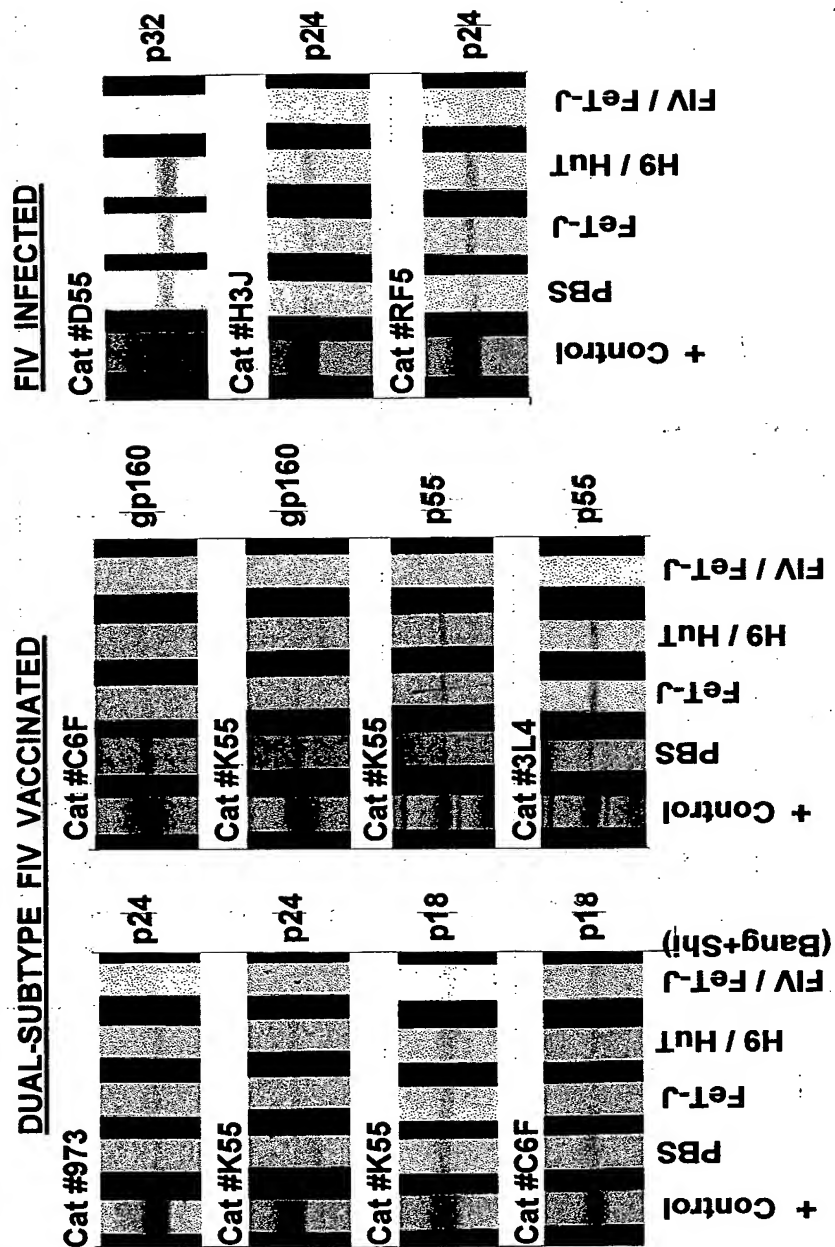 DUAL-SUBTYPE FIV VACCINATED
Cat #973
p24
Cat #K55
p24
Cat #K55
p18
Cat #C6F
p18
+ Control
PBS
FeT-J
H9 / HuT
FIV / FeT-J
(Bang+Shi)
Cat #C6F
gp160
Cat #K55
gp160
Cat #K55
p55
Cat #3L4
p55
+ Control
PBS
FeT-J
H9 / HuT
FIV / FeT-J
FIV INFECTED
Cat #D55
p32
Cat #H3J
p24
Cat #RF5
p24
+ Control
PBS
FeT-J
H9 / HuT
FIV / FeT-J